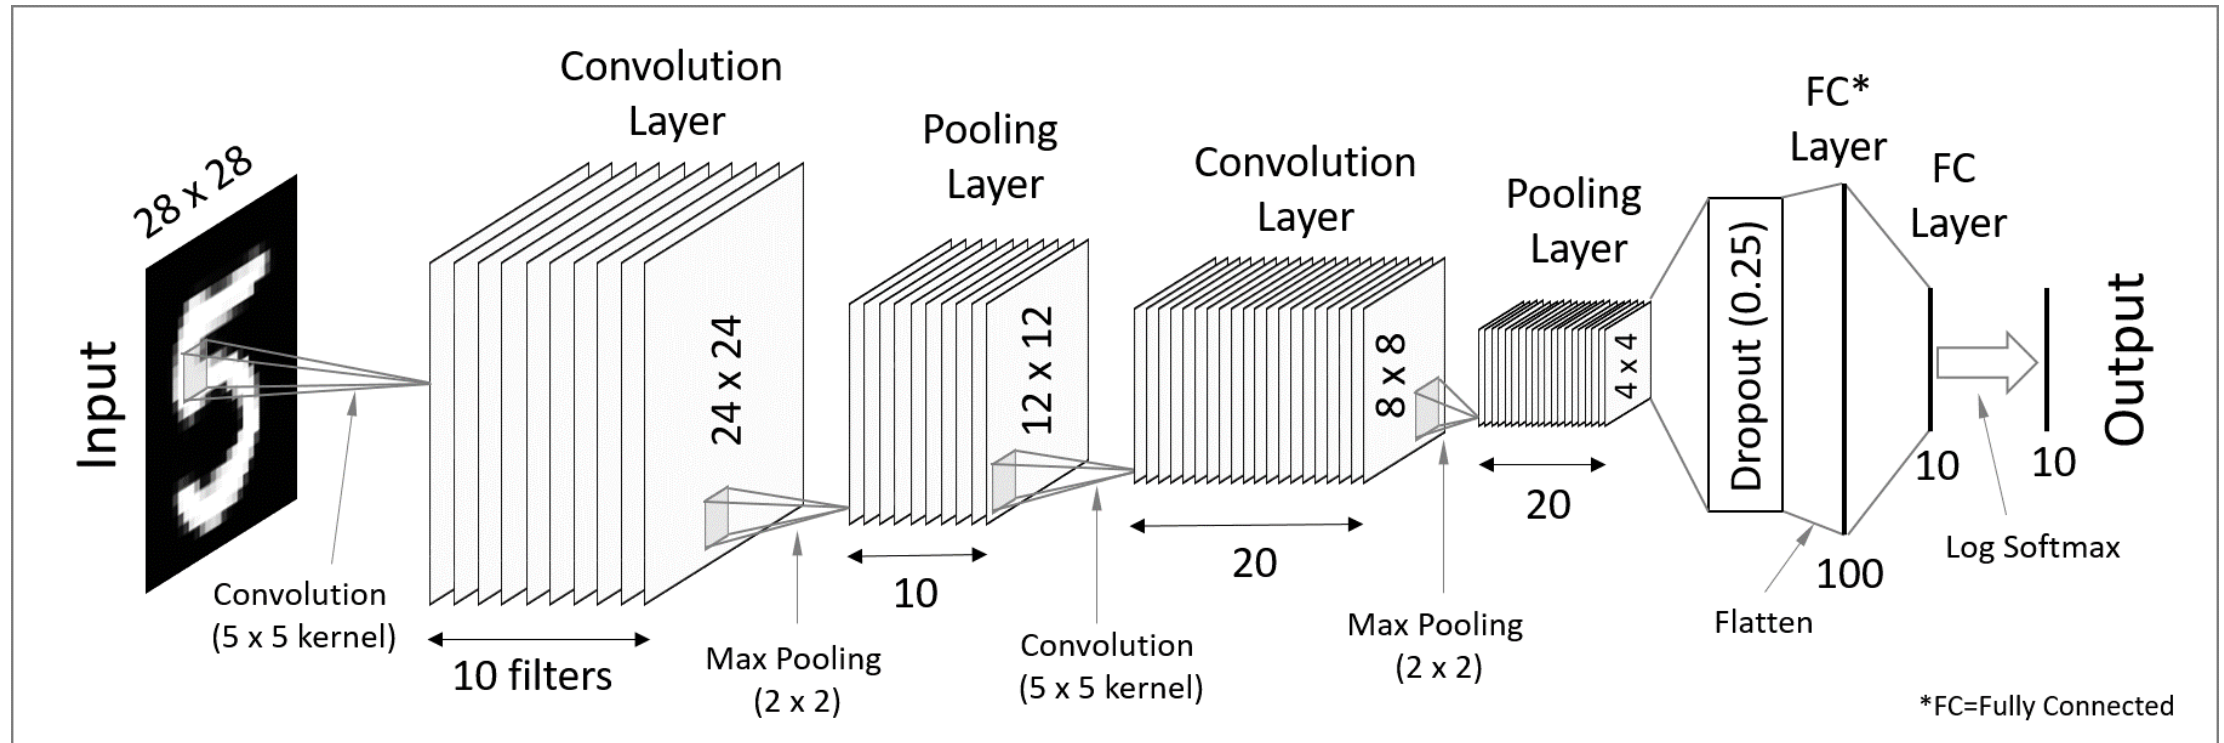 Input
28 x 28
Convolution
(5 x 5 kernel)
Convolution
Layer
24 x 24
10 filters
Max Pooling
(2 x 2)
Pooling
Layer
12 x 12
10
Convolution
(5 x 5 kernel)
Convolution
Layer
8 x 8
20
Max Pooling
(2 x 2)
Pooling
Layer
4 x 4
20
Dropout (0.25)
Flatten
FC*
Layer
100
FC
Layer
10
Log Softmax
10
Output
*FC=Fully Connected